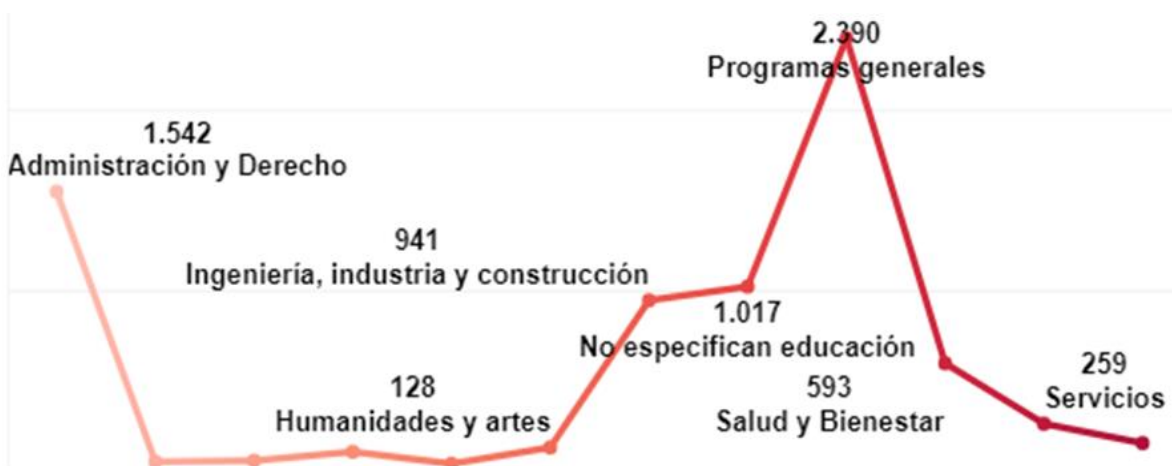 2.390
Programas generales
1.542
Administración y Derecho
941
Ingeniería, industria y construcción
1.017
No especifican educación
128
Humanidades y artes
593
Salud y Bienestar
259
Servicios